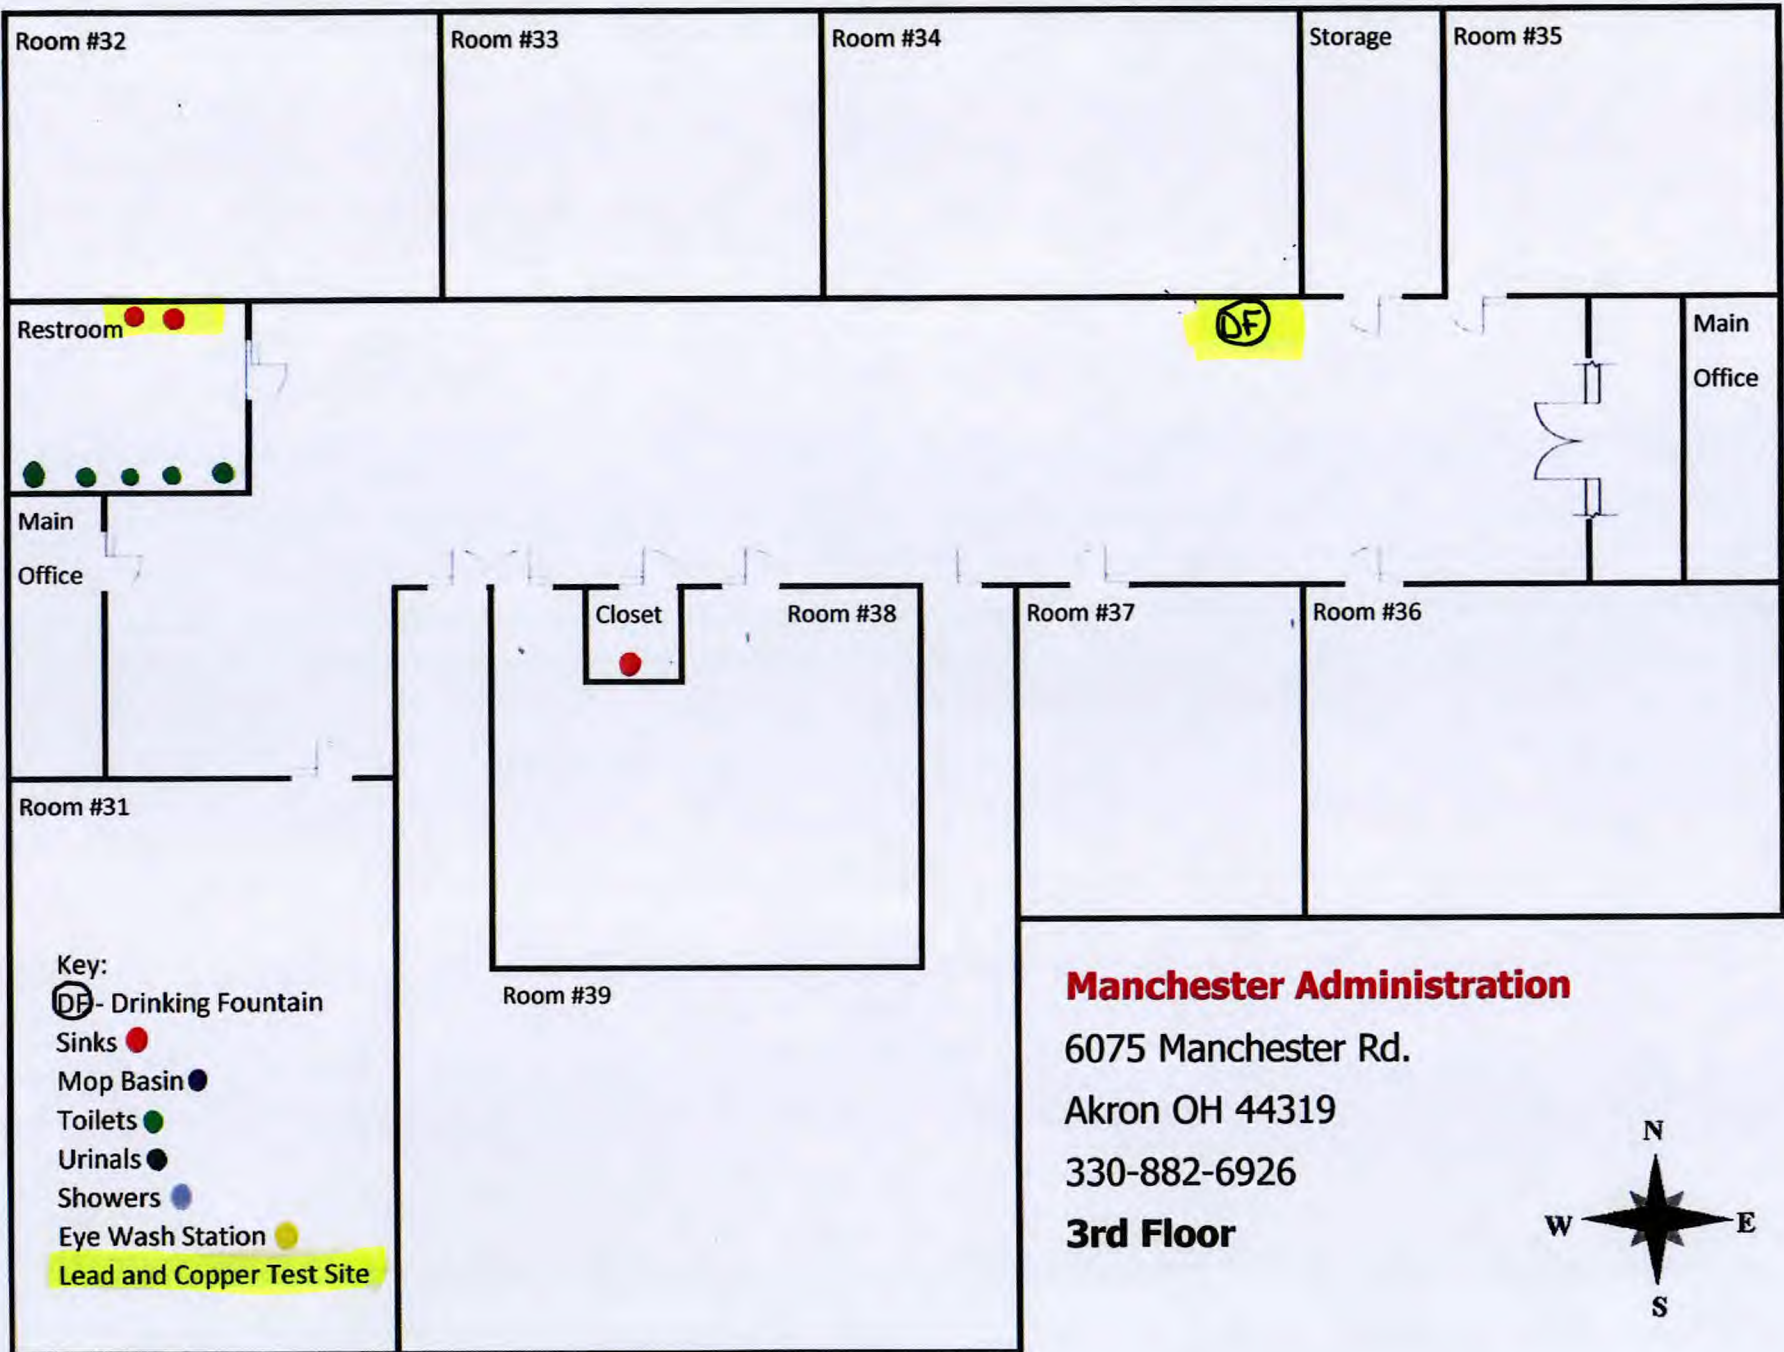 Room #32
Room #33
Room #34
Storage
Room #35
Restroom
DF
Main
Office
Main
Office
Closet
Room #38
Room #37
Room #36
Room #31
Room #39
Key:
DF - Drinking Fountain
Sinks
Mop Basin
Toilets
Urinals
Showers
Eye Wash Station
Lead and Copper Test Site
Manchester Administration
6075 Manchester Rd.
Akron OH 44319
330-882-6926
3rd Floor
N
W
E
S